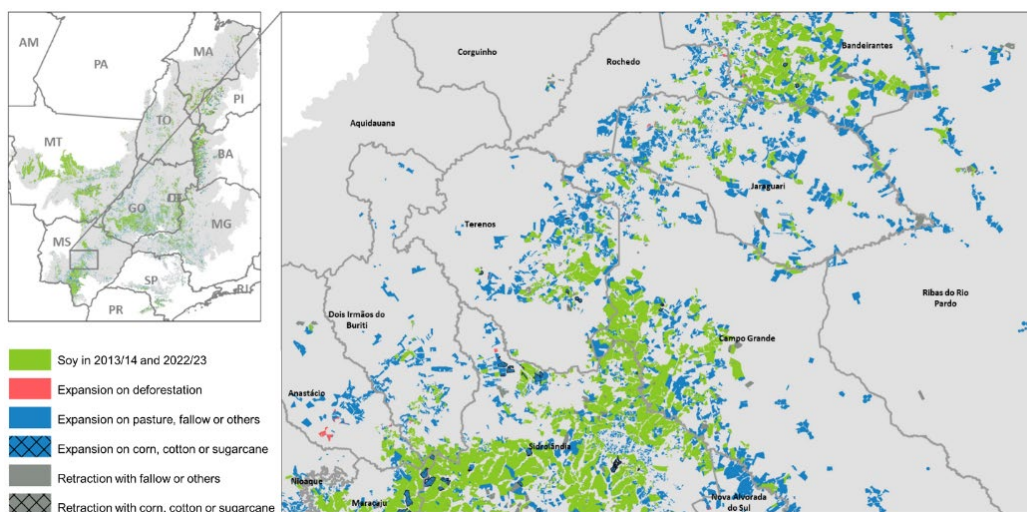 AM
PA
MA
PI
TO
MT
BA
GO
DF
MG
MS
SP
RJ
PR
Soy in 2013/14 and 2022/23
Expansion on deforestation
Expansion on pasture, fallow or others
Expansion on corn, cotton or sugarcane
Retraction with fallow or others
Retraction with corn, cotton or sugarcane
Corguinho
Rochedo
Bandeirantes
Aquidauana
Jaraguari
Terenos
Ribas do Rio
Pardo
Dois Irmãos do
Buriti
Campo Grande
Anastácio
Sidrolândia
Nioaque
Maracaju
Nova Alvorada
do Sul